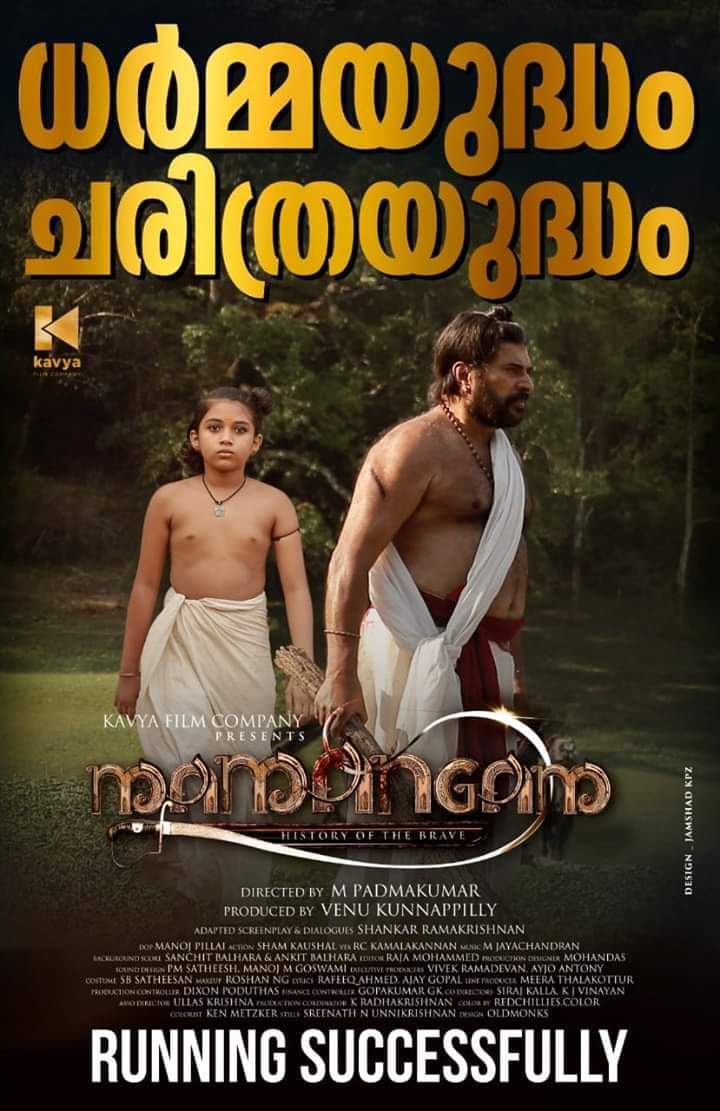 ധർമ്മയുദ്ധം
ചരിത്രയുദ്ധം
kavya
FILM COMPANY
KAVYA FILM COMPANY
PRESENTS
MAMANGAM
HISTORY OF THE BRAVE
DESIGN . JAMSHAD KPZ
DIRECTED BY M PADMAKUMAR
PRODUCED BY VENU KUNNAPPILLY
ADAPTED SCREENPLAY & DIALOGUES SHANKAR RAMAKRISHNAN
DOP MANOJ PILLAI ACTION SHAM KAUSHAL VFX RC KAMALAKANNAN MUSIC M JAYACHANDRAN
BACKGROUND SCORE SANCHIT BALHARA & ANKIT BALHARA EDITOR RAJA MOHAMMED PRODUCTION DESIGNER MOHANDAS
SOUND DESIGN PM SATHEESH, MANOJ M GOSWAMI EXECUTIVE PRODUCERS VIVEK RAMADEVAN, AYJO ANTONY
COSTUME SB SATHEESAN MAKEUP ROSHAN NG LYRICS RAFEEQ AHMED, AJAY GOPAL LINE PRODUCER MEERA THALAKOTTUR
PRODUCTION CONTROLLER DIXON PODUTHAS FINANCE CONTROLLER GOPAKUMAR GK CO DIRECTORS SIRAJ KALLA, K J VINAYAN
ASSO DIRECTOR ULLAS KRISHNA PRODUCTION CORDINATOR K RADHAKRISHNAN COLOR BY REDCHILLIES.COLOR
COLORIST KEN METZKER STILLS SREENATH N UNNIKRISHNAN DESIGN OLDMONKS
RUNNING SUCCESSFULLY